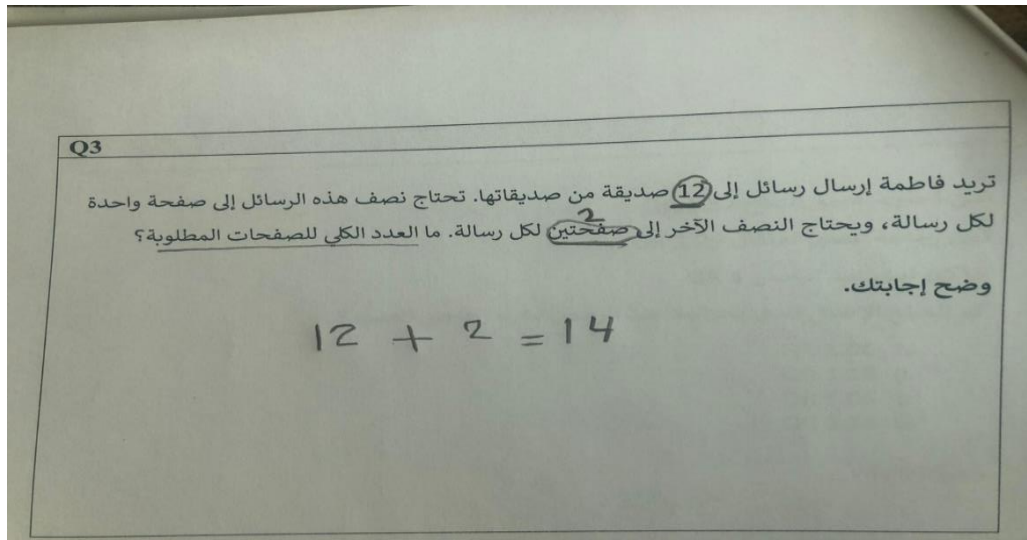 Q3
تريد فاطمة إرسال رسائل إلى 12 صديقة من صديقاتها. تحتاج نصف هذه الرسائل إلى صفحة واحدة
2
لكل رسالة، ويحتاج النصف الآخر إلى صفحتين لكل رسالة. ما العدد الكلي للصفحات المطلوبة؟
وضح إجابتك.
12 + 2 = 14